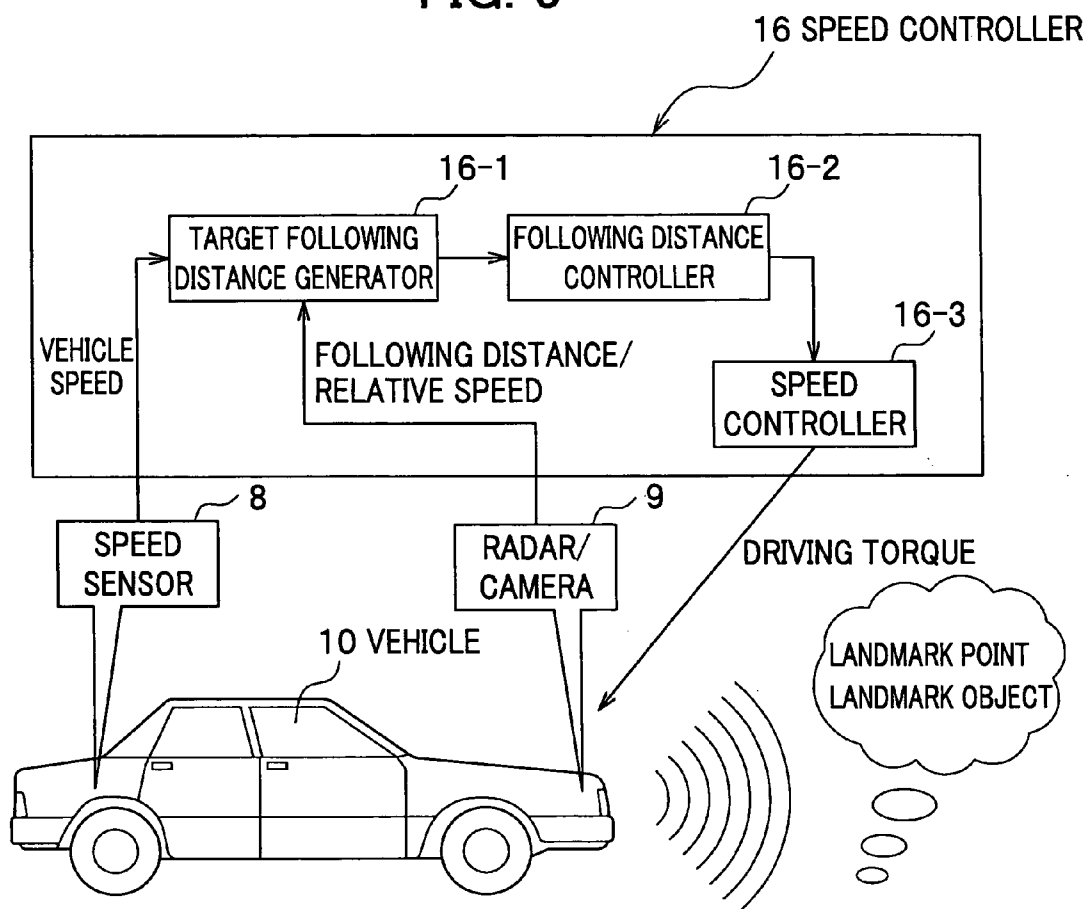 16 SPEED CONTROLLER
16-1
16-2
TARGET FOLLOWING
DISTANCE GENERATOR
FOLLOWING DISTANCE
CONTROLLER
16-3
VEHICLE
SPEED
FOLLOWING DISTANCE/
RELATIVE SPEED
SPEED
CONTROLLER
8
9
SPEED
SENSOR
RADAR/
CAMERA
DRIVING TORQUE
10 VEHICLE
LANDMARK POINT
LANDMARK OBJECT